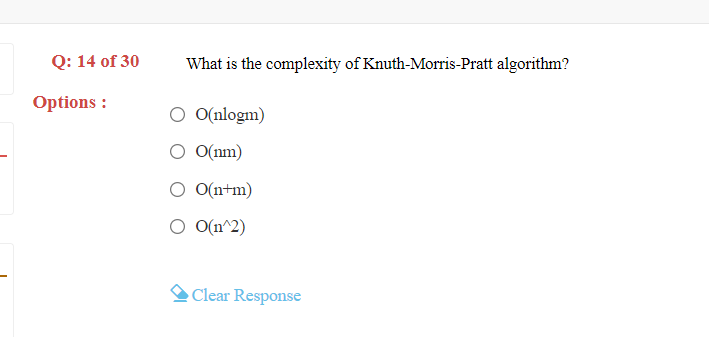 Q: 14 of 30
What is the complexity of Knuth-Morris-Pratt algorithm?
Options :
O(nlogm)
O(nm)
O(n+m)
O(n^2)
Clear Response